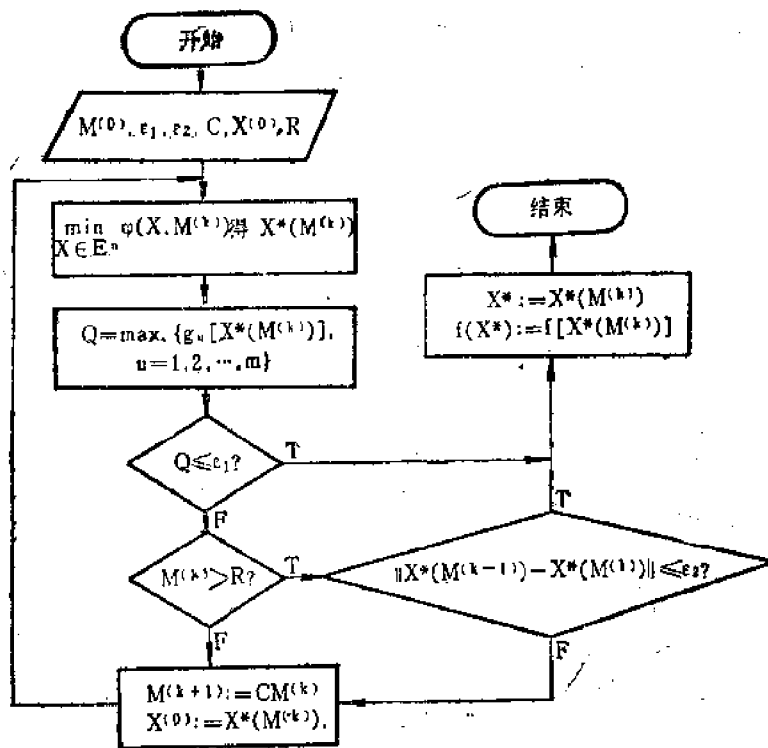 开始
M⁽⁰⁾, ε₁, ε₂, C, X⁽⁰⁾, R
min φ(X, M⁽ᵏ⁾)得 X*(M⁽ᵏ⁾)
X∈Eⁿ
Q=max {gᵤ[X*(M⁽ᵏ⁾)],
u=1,2,…,m}
Q≤ε₁?
T
F
M⁽ᵏ⁾>R?
T
F
M⁽ᵏ⁺¹⁾:=CM⁽ᵏ⁾
X⁽⁰⁾:=X*(M⁽ᵏ⁾).
结束
X*:=X*(M⁽ᵏ⁾)
f(X*):=f[X*(M⁽ᵏ⁾)]
T
‖X*(M⁽ᵏ⁻¹⁾)−X*(M⁽ᵏ⁾)‖≤ε₂?
F